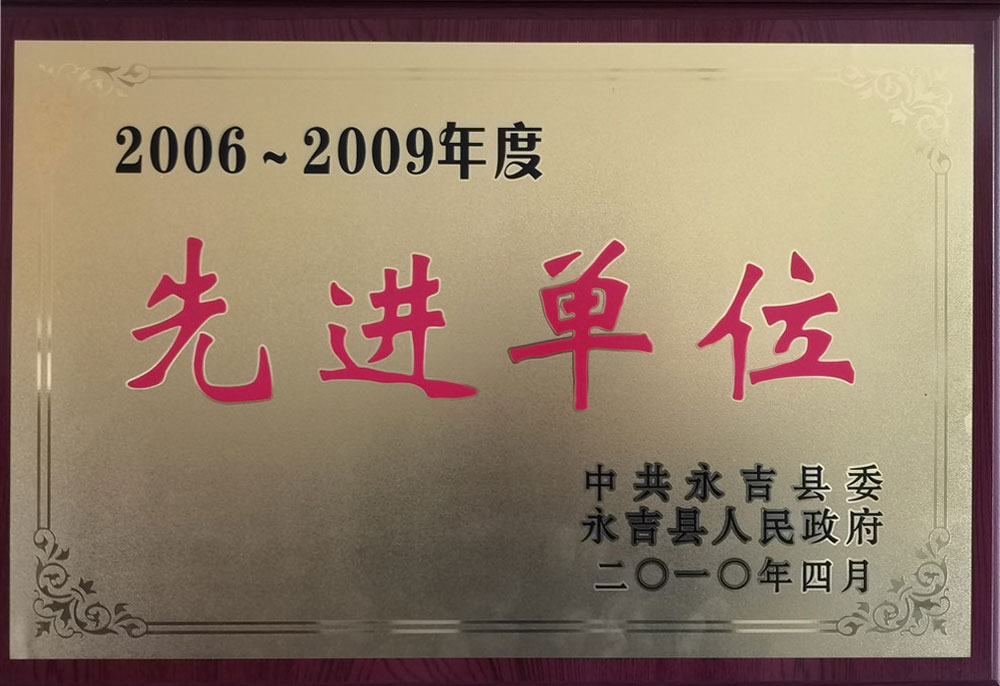 2006~2009年度
先进单位
中共永吉县委
永吉县人民政府
二〇一〇年四月